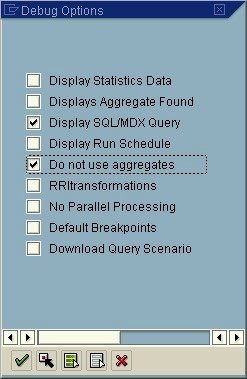 Debug Options
Display Statistics Data
Displays Aggregate Found
Display SQL/MDX Query
Display Run Schedule
Do not use aggregates
RRItransformations
No Parallel Processing
Default Breakpoints
Download Query Scenario